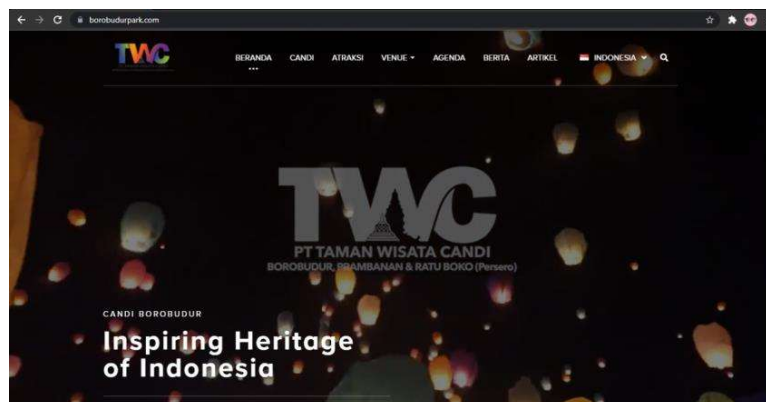 borobudurpark.com
TWC
BERANDA CANDI ATRAKSI VENUE AGENDA BERITA ARTIKEL INDONESIA
TWC
PT TAMAN WISATA CANDI
BOROBUDUR, PRAMBANAN & RATU BOKO (Persero)
CANDI BOROBUDUR
Inspiring Heritage
of Indonesia